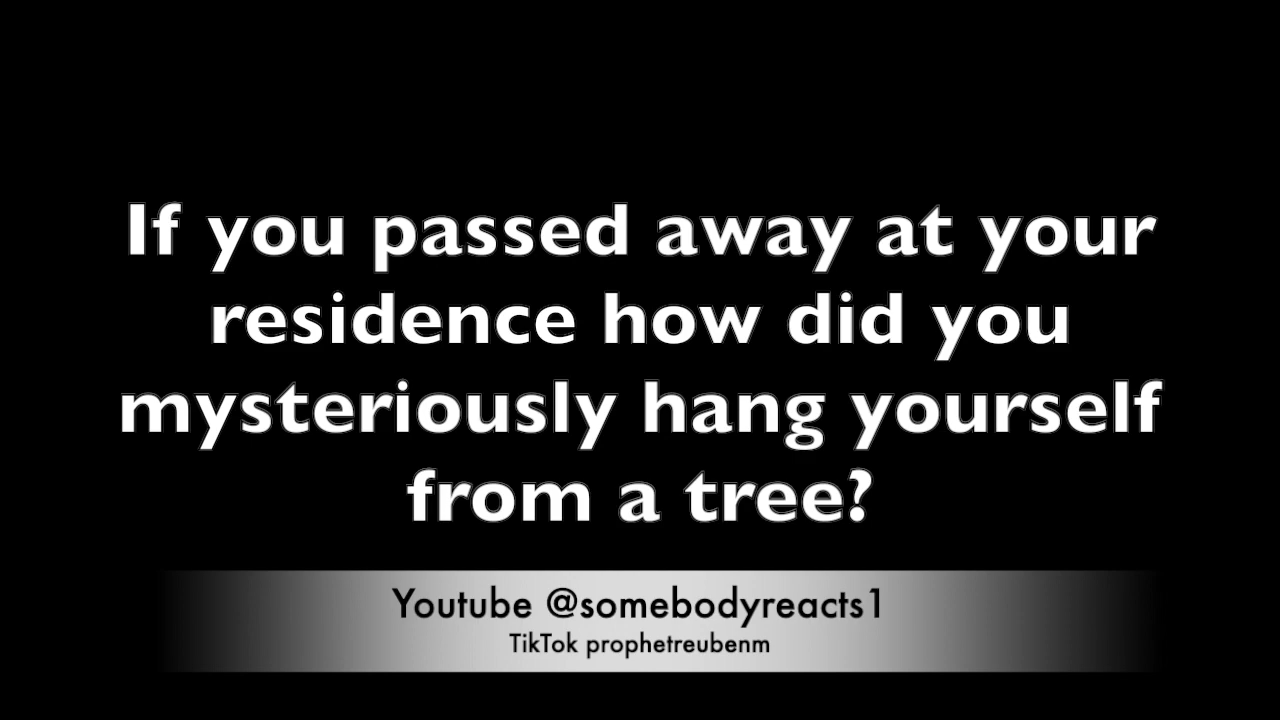 If you passed away at your
residence how did you
mysteriously hang yourself
from a tree?
Youtube @somebodyreacts1
TikTok prophetreubenm